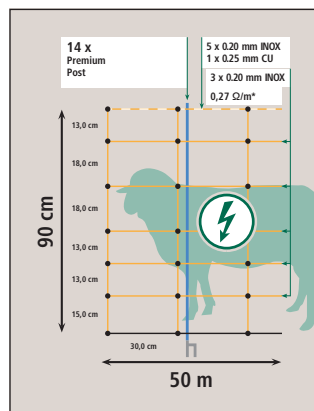 14 x
Premium
Post
5 x 0.20 mm INOX
1 x 0.25 mm CU
3 x 0.20 mm INOX
0,27 Ω/m*
13,0 cm
18,0 cm
18,0 cm
13,0 cm
13,0 cm
15,0 cm
90 cm
30,0 cm
50 m